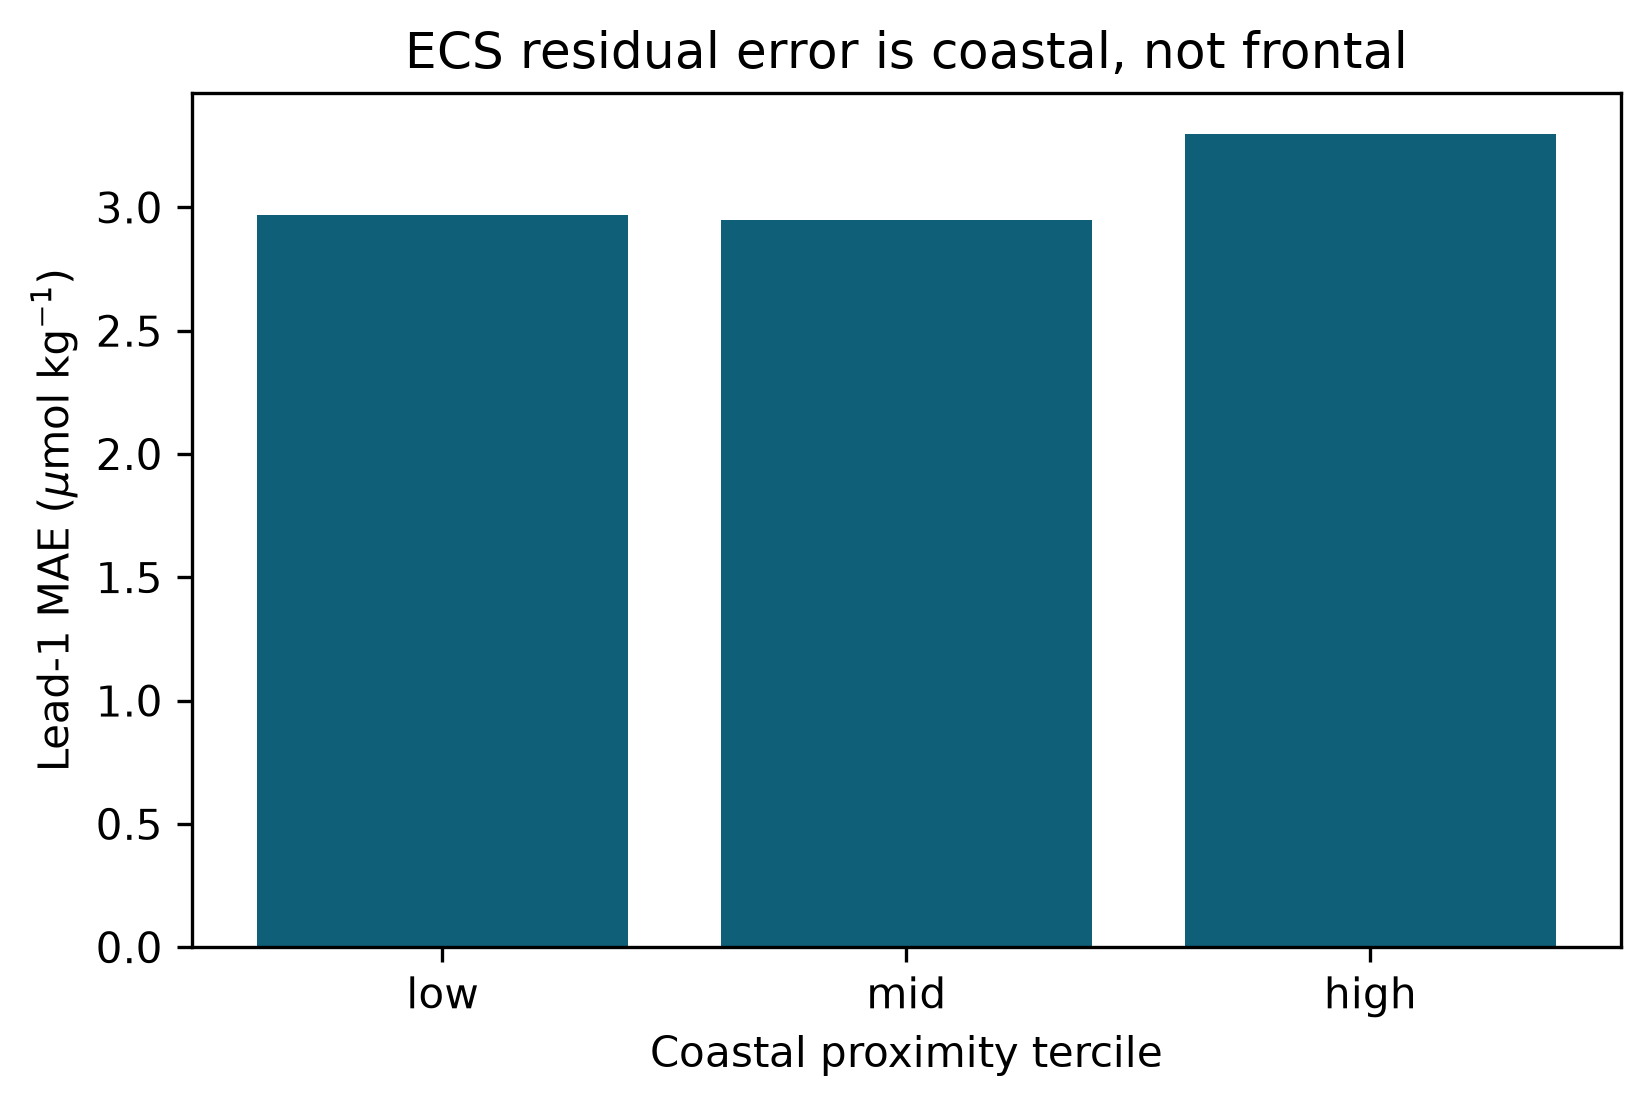 ECS residual error is coastal, not frontal
Lead-1 MAE (μmol kg⁻¹)
3.0
2.5
2.0
1.5
1.0
0.5
0.0
low mid high
Coastal proximity tercile